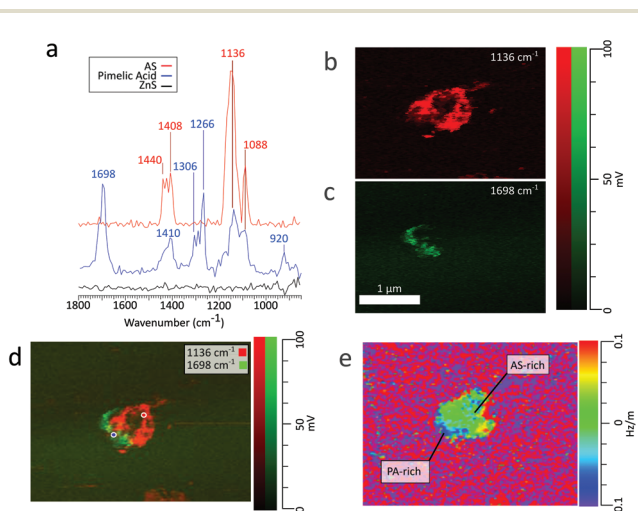 a
AS
Pimelic Acid
ZnS
1136
1408
1440
1266
1306
1088
1698
1410
920
1800 1600 1400 1200 1000
Wavenumber (cm⁻¹)
b
1136 cm⁻¹
c
1698 cm⁻¹
1 µm
100
50
0
mV
d
1136 cm⁻¹
1698 cm⁻¹
100
50
0
mV
e
AS-rich
PA-rich
0.1
0
0.1
Hz/m